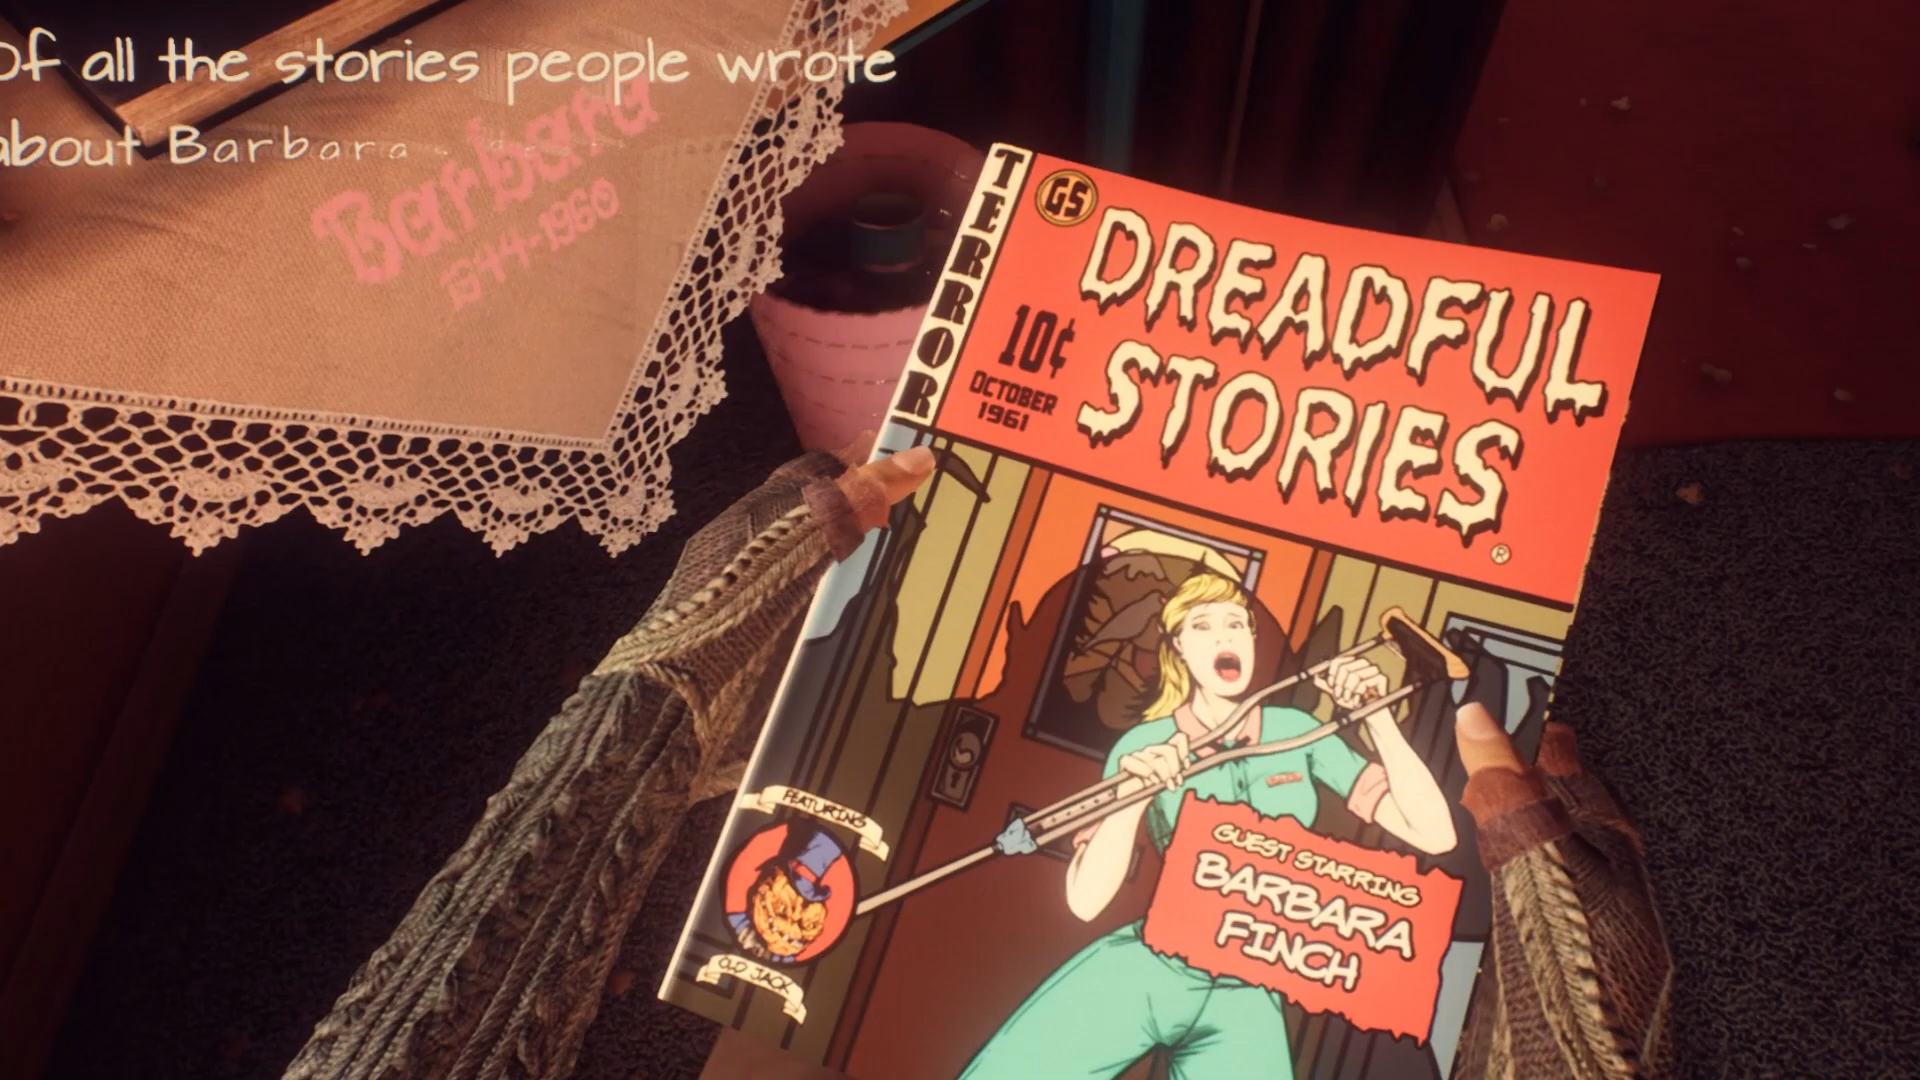 Of all the stories people wrote
about Barbara
Barbara
1944-1960
TERROR
GS
DREADFUL
STORIES
10¢
OCTOBER
1961
®
FEATURING
OLD JACK
GUEST STARRING
BARBARA
FINCH